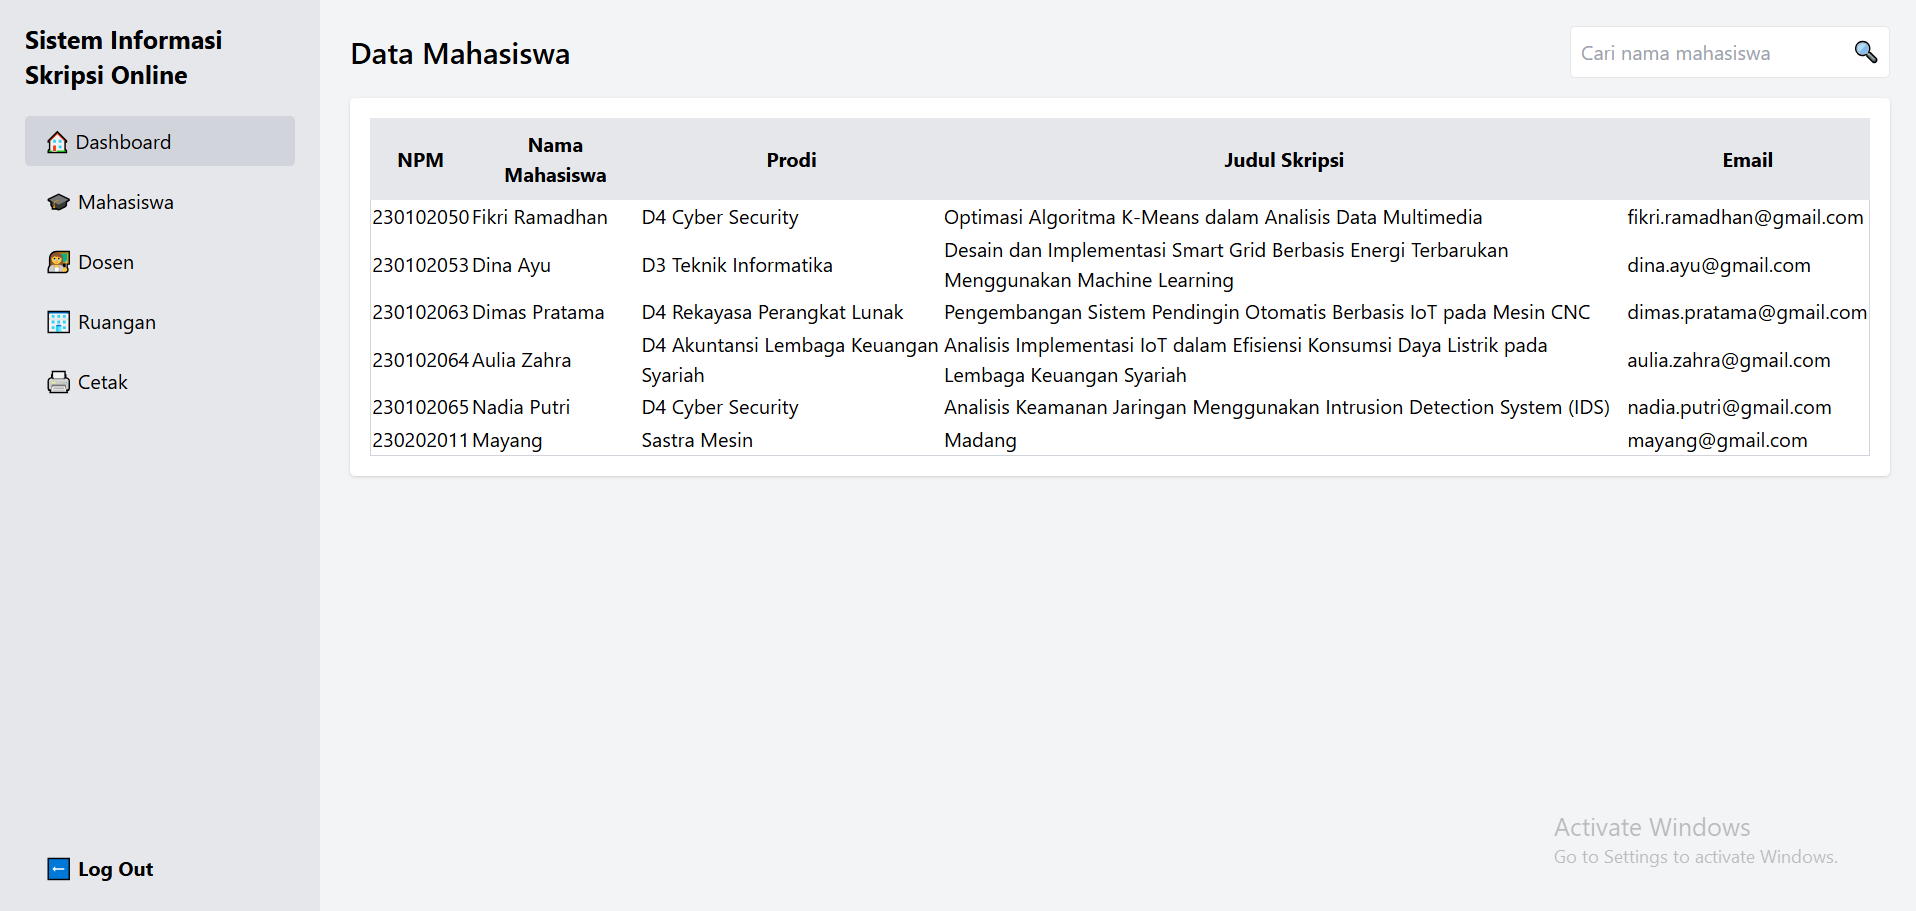 Sistem Informasi
Skripsi Online
Dashboard
Mahasiswa
Dosen
Ruangan
Cetak
Log Out
Data Mahasiswa
Cari nama mahasiswa
NPM Nama Mahasiswa Prodi Judul Skripsi Email
230102050 Fikri Ramadhan D4 Cyber Security Optimasi Algoritma K-Means dalam Analisis Data Multimedia fikri.ramadhan@gmail.com
230102053 Dina Ayu D3 Teknik Informatika Desain dan Implementasi Smart Grid Berbasis Energi Terbarukan Menggunakan Machine Learning dina.ayu@gmail.com
230102063 Dimas Pratama D4 Rekayasa Perangkat Lunak Pengembangan Sistem Pendingin Otomatis Berbasis IoT pada Mesin CNC dimas.pratama@gmail.com
230102064 Aulia Zahra D4 Akuntansi Lembaga Keuangan Syariah Analisis Implementasi IoT dalam Efisiensi Konsumsi Daya Listrik pada Lembaga Keuangan Syariah aulia.zahra@gmail.com
230102065 Nadia Putri D4 Cyber Security Analisis Keamanan Jaringan Menggunakan Intrusion Detection System (IDS) nadia.putri@gmail.com
230202011 Mayang Sastra Mesin Madang mayang@gmail.com
Activate Windows
Go to Settings to activate Windows.